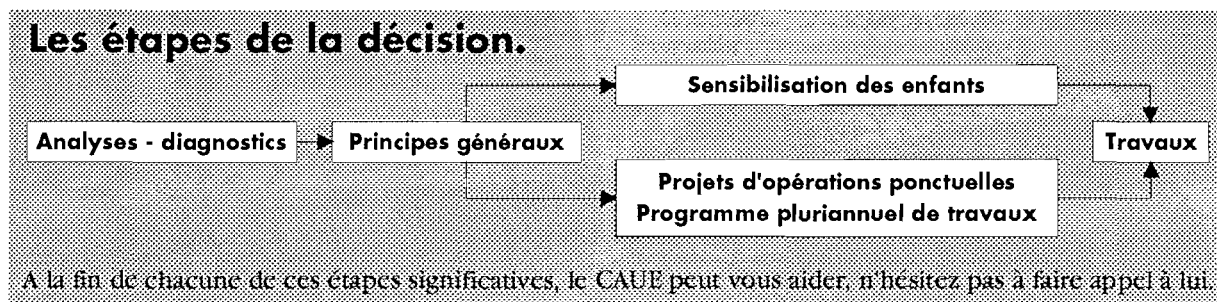 Les étapes de la décision.
Sensibilisation des enfants
Analyses - diagnostics
Principes généraux
Travaux
Projets d'opérations ponctuelles
Programme pluriannuel de travaux
A la fin de chacune de ces étapes significatives, le CAUE peut vous aider, n'hésitez pas à faire appel à lui.